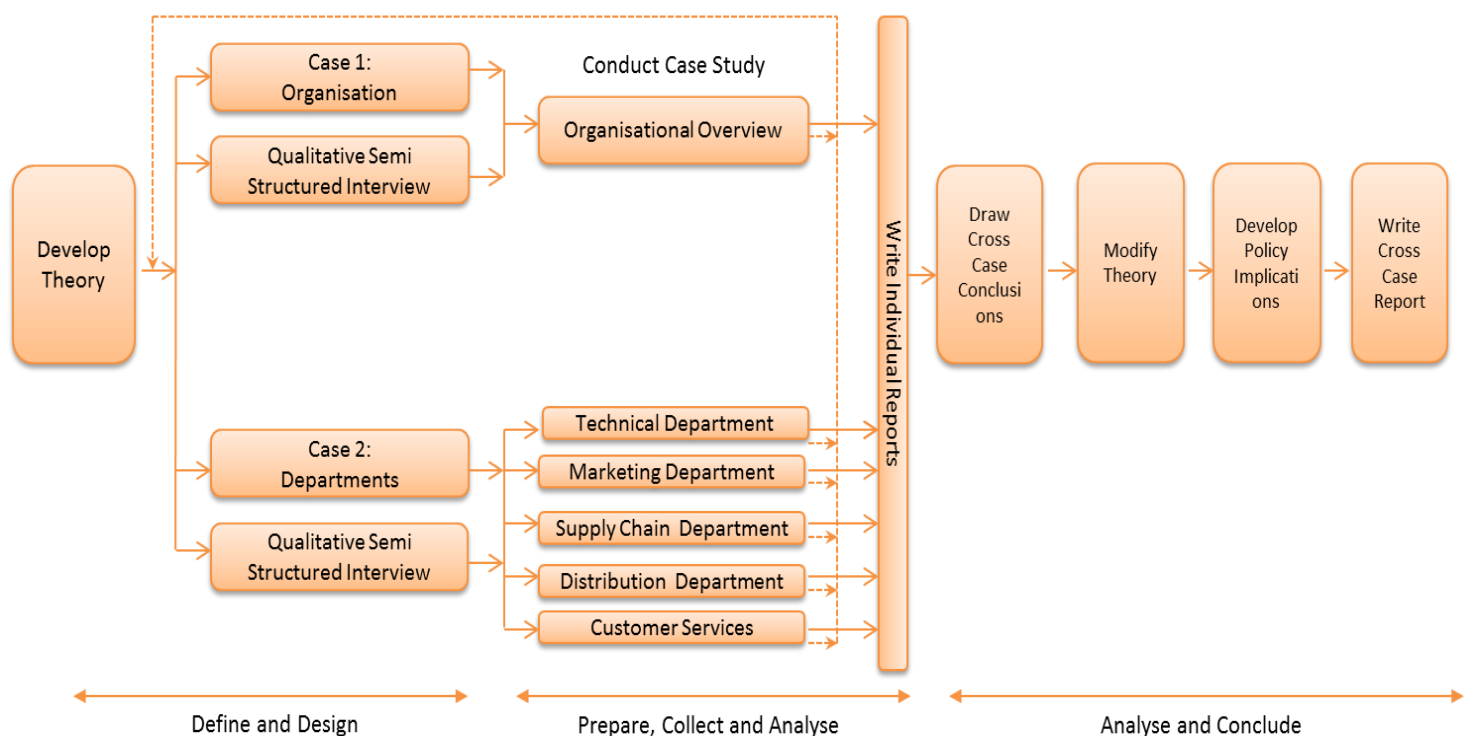 Develop
Theory
Case 1:
Organisation
Qualitative Semi
Structured Interview
Case 2:
Departments
Qualitative Semi
Structured Interview
Conduct Case Study
Organisational Overview
Technical Department
Marketing Department
Supply Chain Department
Distribution Department
Customer Services
Write Individual Reports
Draw
Cross
Case
Conclusi
ons
Modify
Theory
Develop
Policy
Implicati
ons
Write
Cross
Case
Report
Define and Design
Prepare, Collect and Analyse
Analyse and Conclude